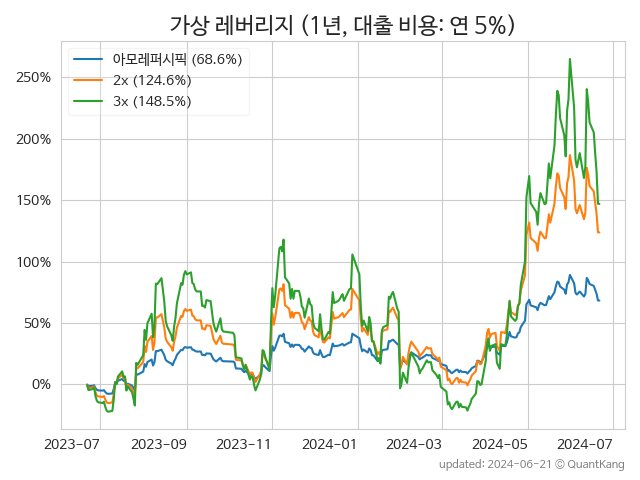 가상 레버리지 (1년, 대출 비용: 연 5%)
아모레퍼시픽 (68.6%)
2x (124.6%)
3x (148.5%)
250%
200%
150%
100%
50%
0%
2023-07 2023-09 2023-11 2024-01 2024-03 2024-05 2024-07
updated: 2024-06-21 © QuantKang